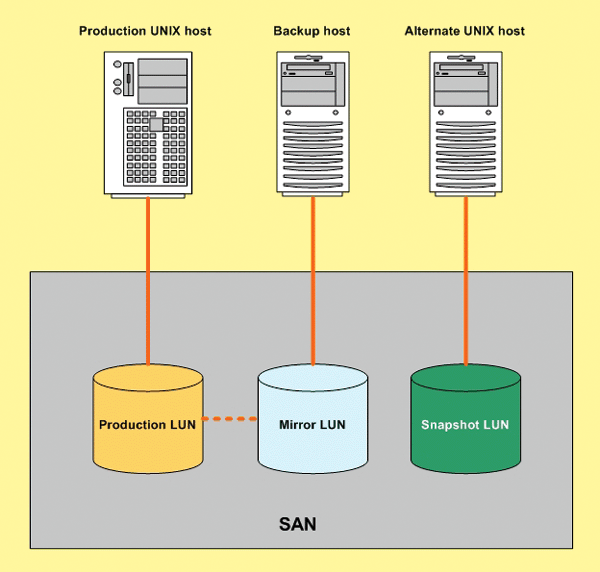 Production UNIX host
Backup host
Alternate UNIX host
Production LUN
Mirror LUN
Snapshot LUN
SAN